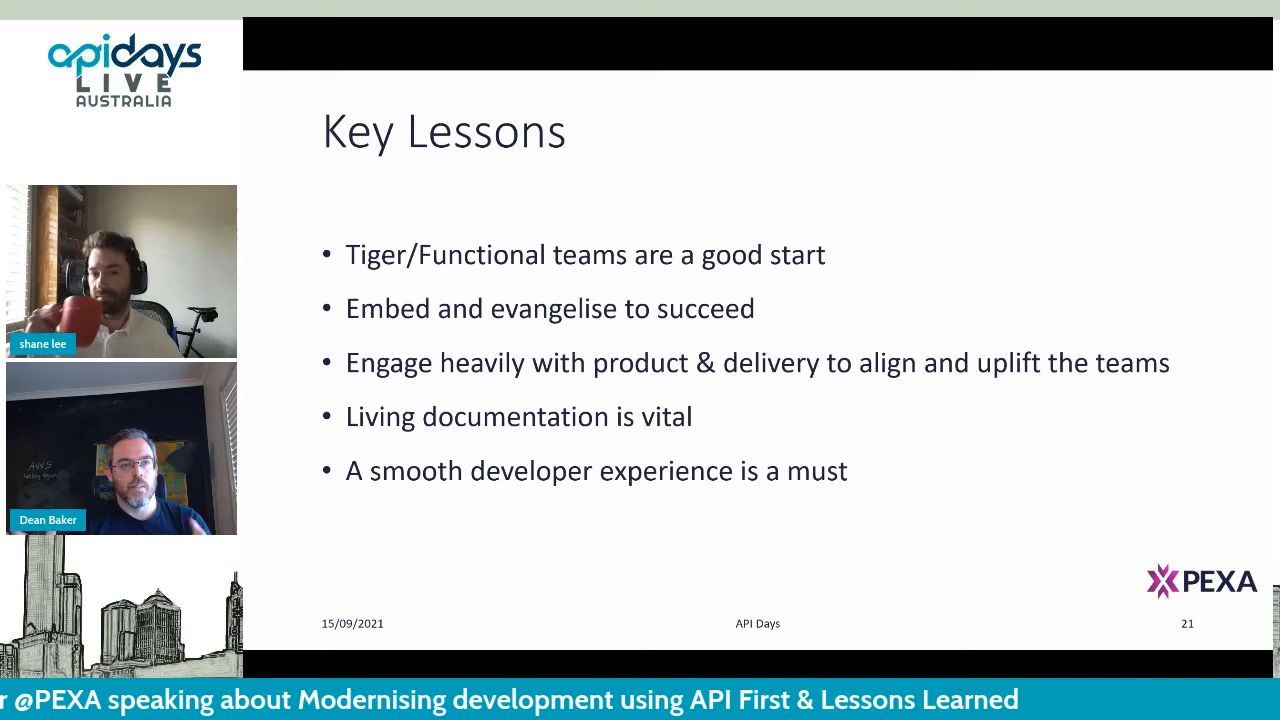 apidays
LIVE
AUSTRALIA
shane lee
AWS
Dean Baker
Key Lessons
• Tiger/Functional teams are a good start
• Embed and evangelise to succeed
• Engage heavily with product & delivery to align and uplift the teams
• Living documentation is vital
• A smooth developer experience is a must
PEXA
15/09/2021
API Days
21
r @PEXA speaking about Modernising development using API First & Lessons Learned